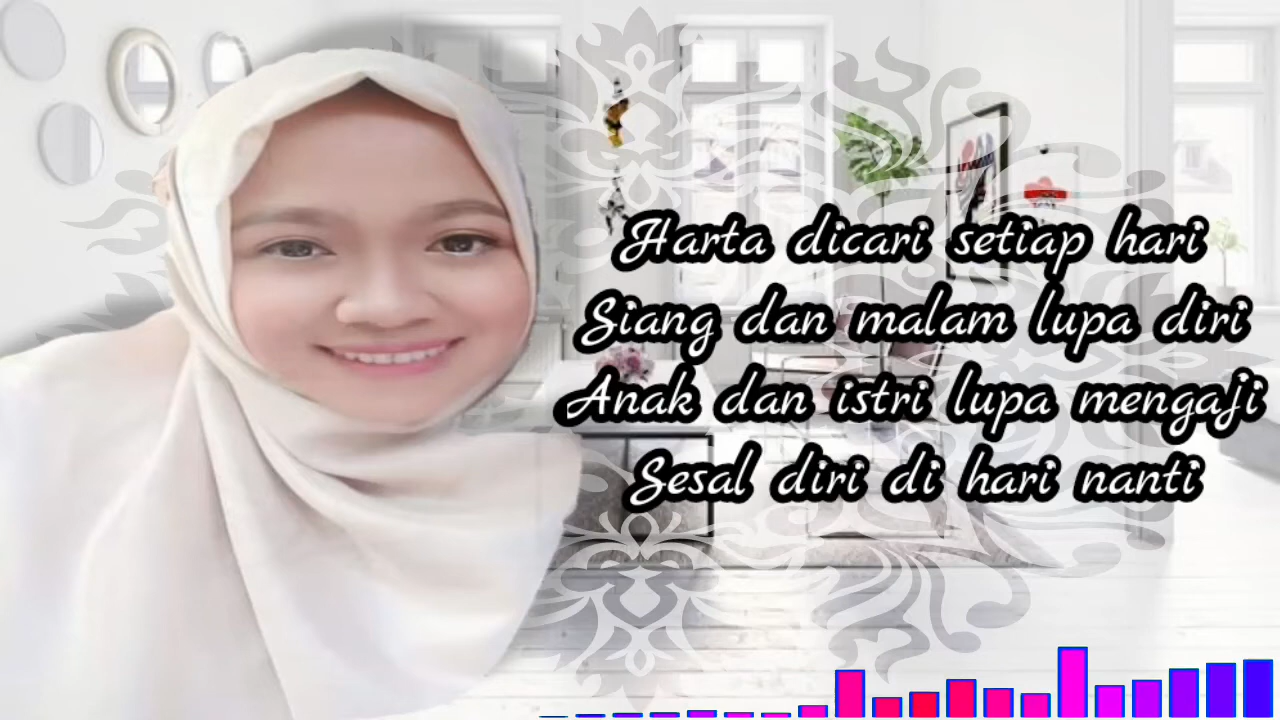 Harta dicari setiap hari
Siang dan malam lupa diri
Anak dan istri lupa mengaji
Sesal diri di hari nanti